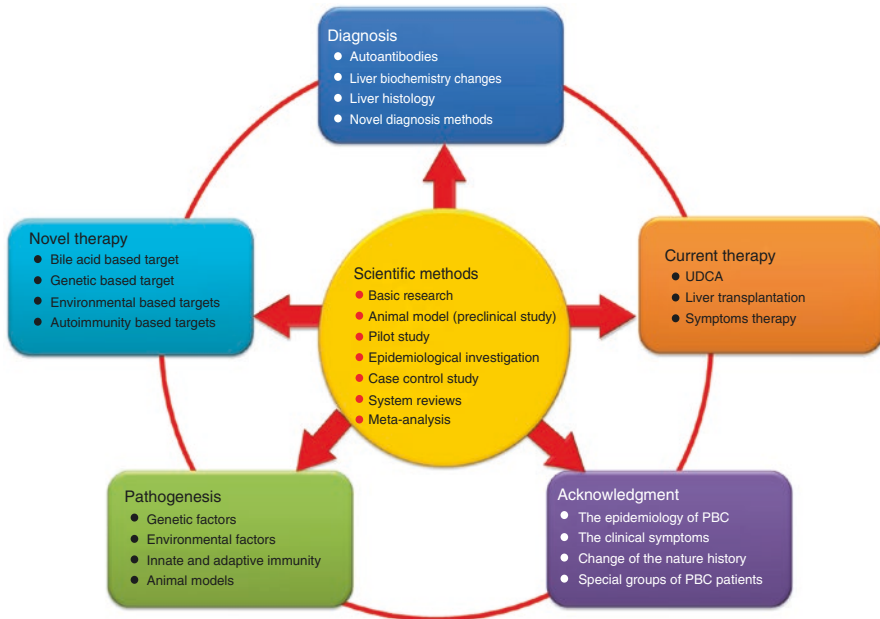 Diagnosis
● Autoantibodies
● Liver biochemistry changes
● Liver histology
● Novel diagnosis methods
Novel therapy
● Bile acid based target
● Genetic based target
● Environmental based targets
● Autoimmunity based targets
Scientific methods
● Basic research
● Animal model (preclinical study)
● Pilot study
● Epidemiological investigation
● Case control study
● System reviews
● Meta-analysis
Current therapy
● UDCA
● Liver transplantation
● Symptoms therapy
Pathogenesis
● Genetic factors
● Environmental factors
● Innate and adaptive immunity
● Animal models
Acknowledgment
● The epidemiology of PBC
● The clinical symptoms
● Change of the nature history
● Special groups of PBC patients